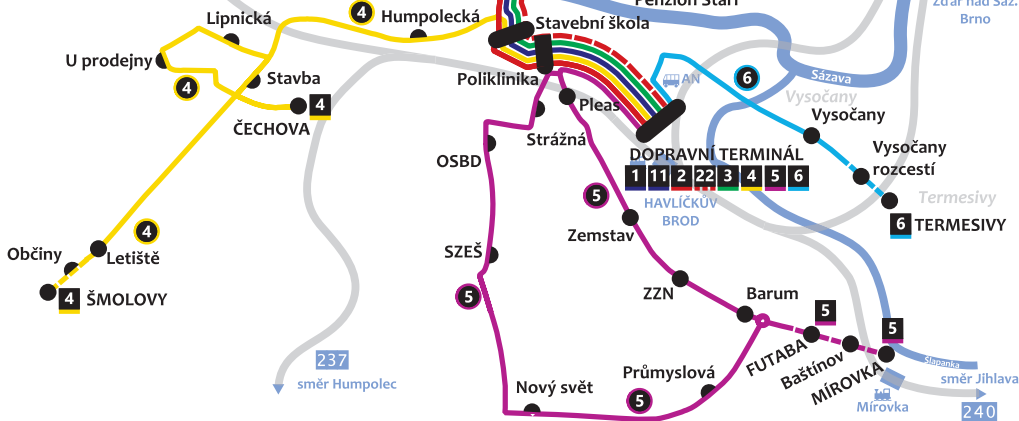 Penzion Starr
Žďár nad Sáz.
Brno
Lipnická
4
Humpolecká
Stavební škola
U prodejny
4
Stavba
4
ČECHOVA
Poliklinika
Pleas
AN
6
Sázava
Vysočany
Vysočany
Strážná
OSBD
DOPRAVNÍ TERMINÁL
1 11 2 22 3 4 5 6
HAVLÍČKŮV
BROD
Vysočany
rozcestí
Termesivy
6 TERMESIVY
5
Zemstav
4
Občiny
Letiště
4 ŠMOLOVY
SZEŠ
5
ZZN
Barum
5
5
FUTABA
Baštínov
MÍROVKA
Šlapanka
směr Jihlava
240
Mírovka
237
směr Humpolec
Nový svět
Průmyslová
5